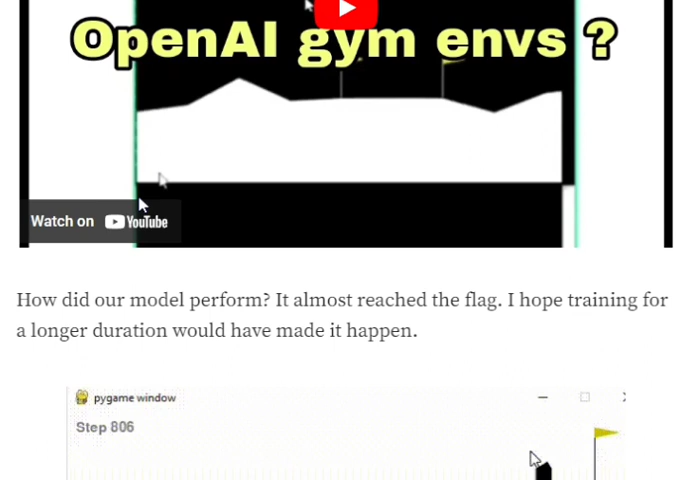 OpenAI gym envs ?
Watch on YouTube
How did our model perform? It almost reached the flag. I hope training for
a longer duration would have made it happen.
pygame window
Step 806